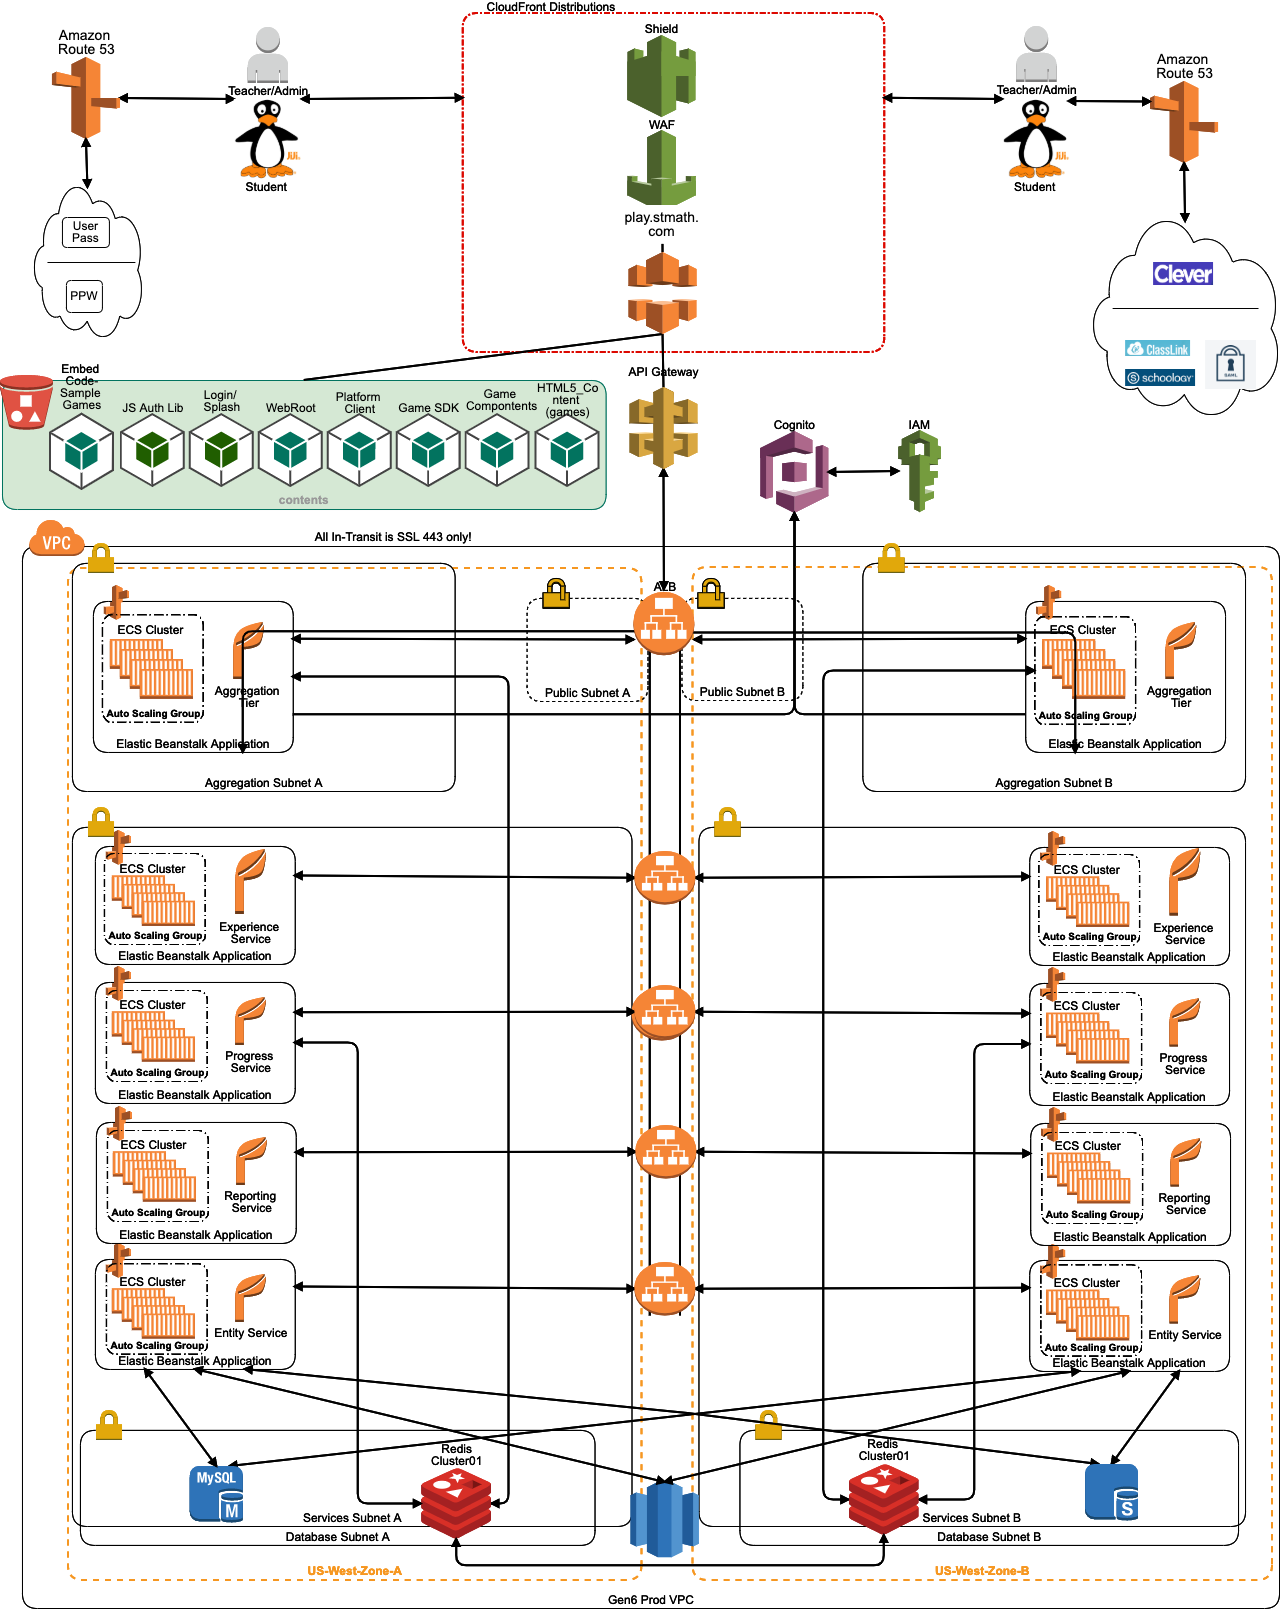 CloudFront Distributions
Amazon
Route 53
Teacher/Admin
JiJi.
Student
User
Pass
PPW
Shield
WAF
play.stmath.
com
Teacher/Admin
JiJi.
Student
Amazon
Route 53
Clever
ClassLink
schoology
SAML
Embed
Code-
Sample
Games
JS Auth Lib
Login/
Splash
WebRoot
Platform
Client
Game SDK
Game
Compontents
HTML5_Co
ntent
(games)
contents
API Gateway
Cognito
IAM
VPC
All In-Transit is SSL 443 only!
ALB
ECS Cluster
Auto Scaling Group
Aggregation
Tier
Elastic Beanstalk Application
Aggregation Subnet A
Public Subnet A
Public Subnet B
ECS Cluster
Auto Scaling Group
Aggregation
Tier
Elastic Beanstalk Application
Aggregation Subnet B
ECS Cluster
Auto Scaling Group
Experience
Service
Elastic Beanstalk Application
ECS Cluster
Auto Scaling Group
Experience
Service
Elastic Beanstalk Application
ECS Cluster
Auto Scaling Group
Progress
Service
Elastic Beanstalk Application
ECS Cluster
Auto Scaling Group
Progress
Service
Elastic Beanstalk Application
ECS Cluster
Auto Scaling Group
Reporting
Service
Elastic Beanstalk Application
ECS Cluster
Auto Scaling Group
Reporting
Service
Elastic Beanstalk Application
ECS Cluster
Auto Scaling Group
Entity Service
Elastic Beanstalk Application
ECS Cluster
Auto Scaling Group
Entity Service
Elastic Beanstalk Application
MySQL
M
Redis
Cluster01
Services Subnet A
Database Subnet A
US-West-Zone-A
Redis
Cluster01
S
Services Subnet B
Database Subnet B
US-West-Zone-B
Gen6 Prod VPC